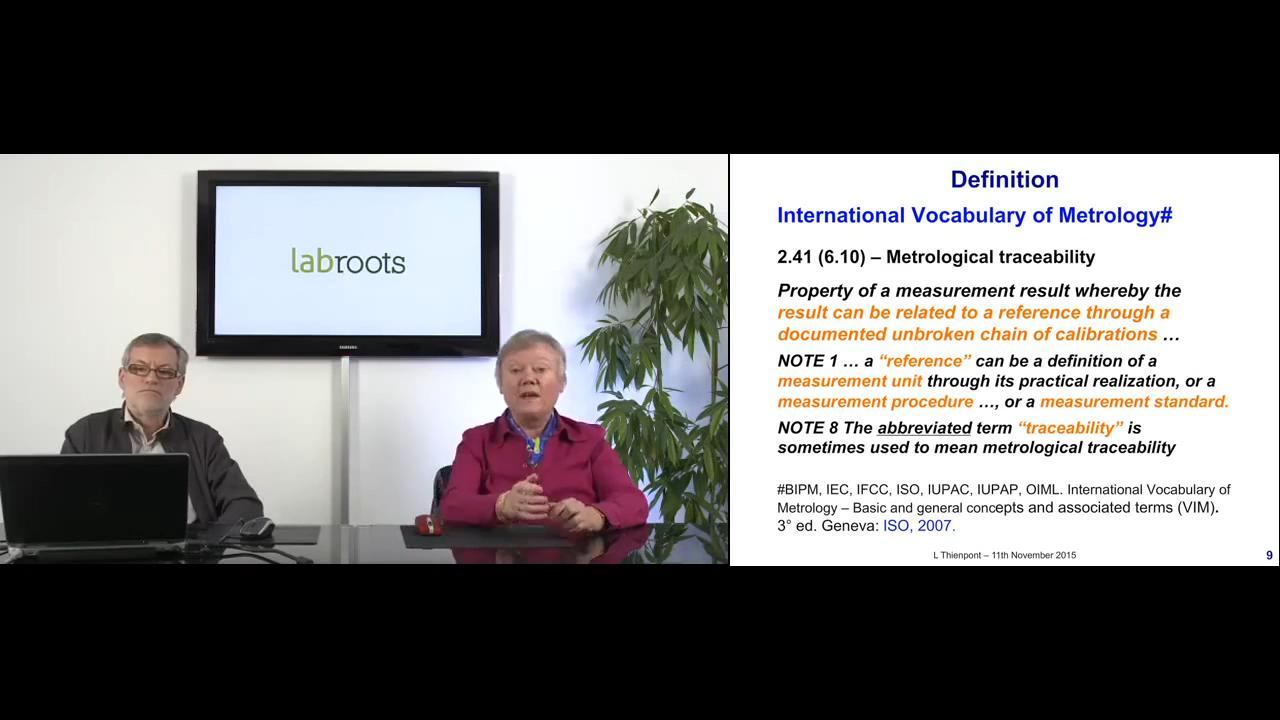 labroots
SAMSUNG
Definition
International Vocabulary of Metrology#
2.41 (6.10) – Metrological traceability
Property of a measurement result whereby the
result can be related to a reference through a
documented unbroken chain of calibrations …
NOTE 1 … a “reference” can be a definition of a
measurement unit through its practical realization, or a
measurement procedure …, or a measurement standard.
NOTE 8 The abbreviated term “traceability” is
sometimes used to mean metrological traceability
#BIPM, IEC, IFCC, ISO, IUPAC, IUPAP, OIML. International Vocabulary of
Metrology – Basic and general concepts and associated terms (VIM).
3° ed. Geneva: ISO, 2007.
L Thienpont – 11th November 2015
9